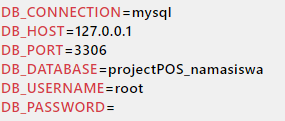 DB_CONNECTION=mysql
DB_HOST=127.0.0.1
DB_PORT=3306
DB_DATABASE=projectPOS_namasiswa
DB_USERNAME=root
DB_PASSWORD=